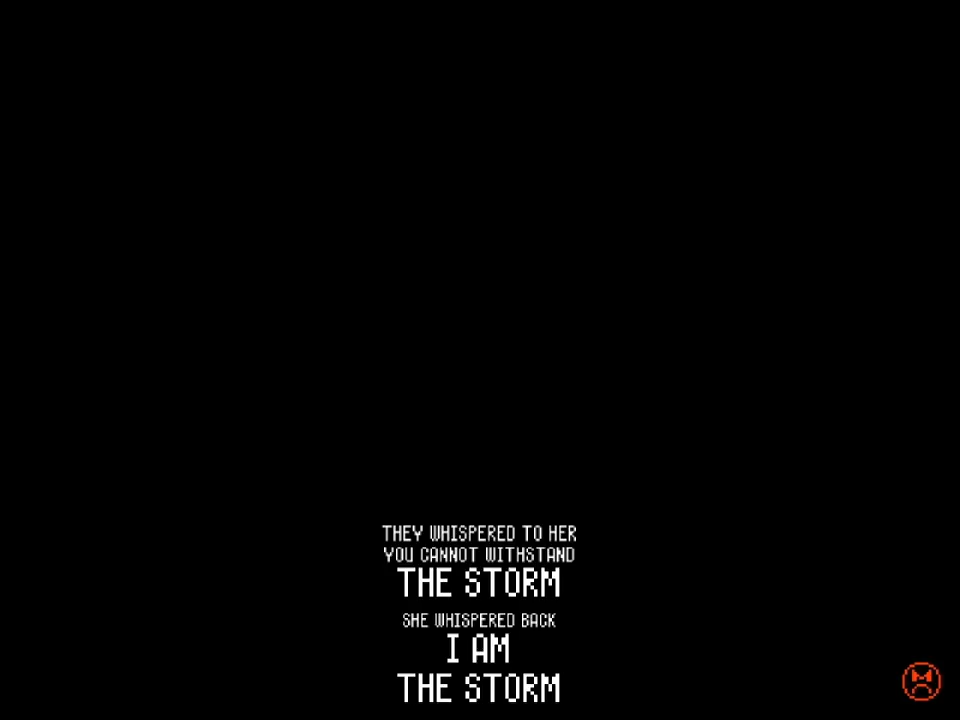 THEY WHISPERED TO HER
YOU CANNOT WITHSTAND
THE STORM
SHE WHISPERED BACK
I AM
THE STORM